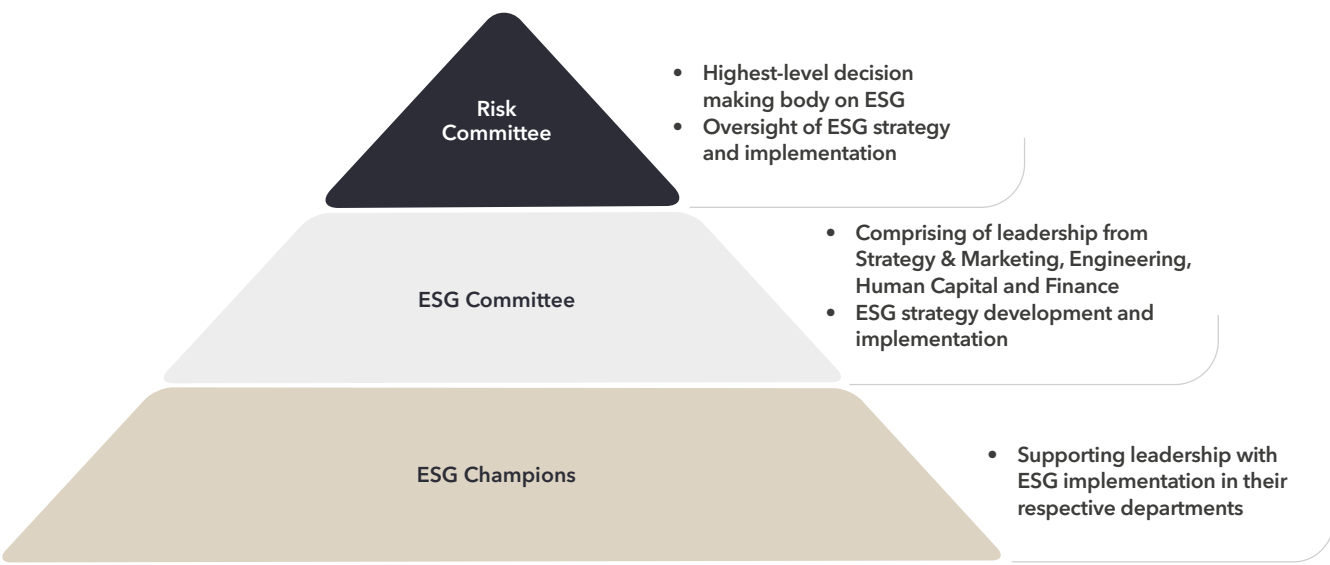 Risk
Committee
• Highest-level decision
making body on ESG
• Oversight of ESG strategy
and implementation
ESG Committee
• Comprising of leadership from
Strategy & Marketing, Engineering,
Human Capital and Finance
• ESG strategy development and
implementation
ESG Champions
• Supporting leadership with
ESG implementation in their
respective departments